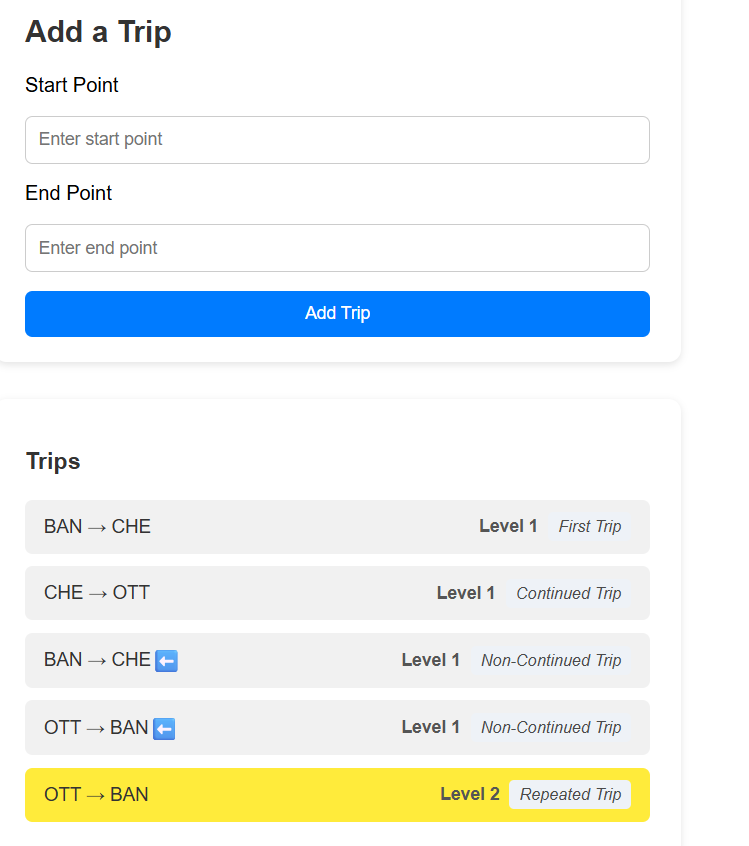 Add a Trip
Start Point
Enter start point
End Point
Enter end point
Add Trip
Trips
BAN → CHE Level 1 First Trip
CHE → OTT Level 1 Continued Trip
BAN → CHE ⬅️ Level 1 Non-Continued Trip
OTT → BAN ⬅️ Level 1 Non-Continued Trip
OTT → BAN Level 2 Repeated Trip